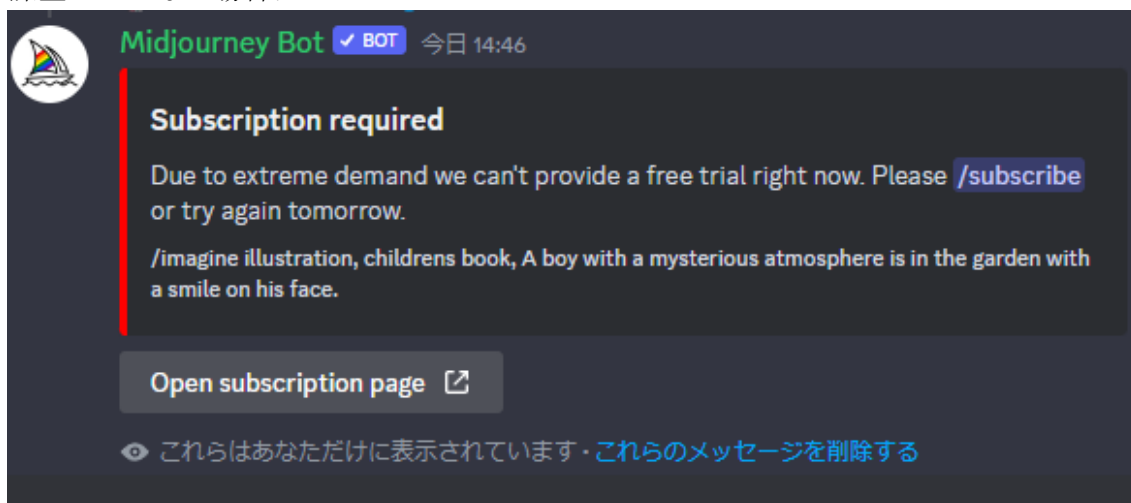 Midjourney Bot ✓ BOT 今日 14:46
Subscription required
Due to extreme demand we can't provide a free trial right now. Please /subscribe
or try again tomorrow.
/imagine illustration, childrens book, A boy with a mysterious atmosphere is in the garden with
a smile on his face.
Open subscription page
これらはあなただけに表示されています・これらのメッセージを削除する